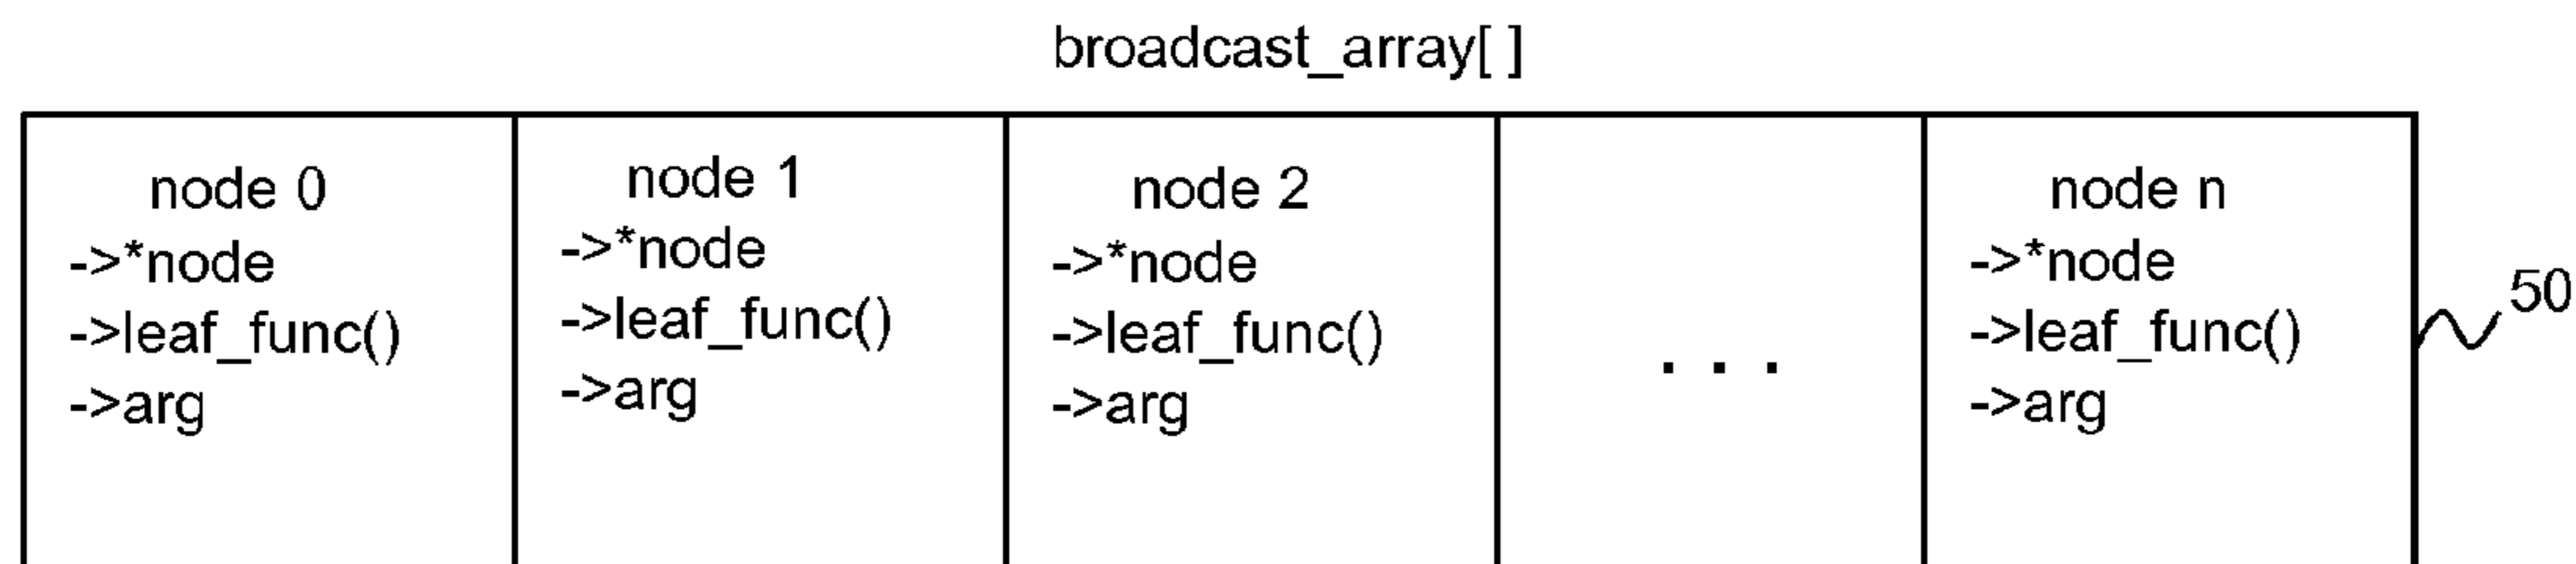 broadcast_array[ ]
node 0
->*node
->leaf_func()
->arg
node 1
->*node
->leaf_func()
->arg
node 2
->*node
->leaf_func()
->arg
. . .
node n
->*node
->leaf_func()
->arg
50